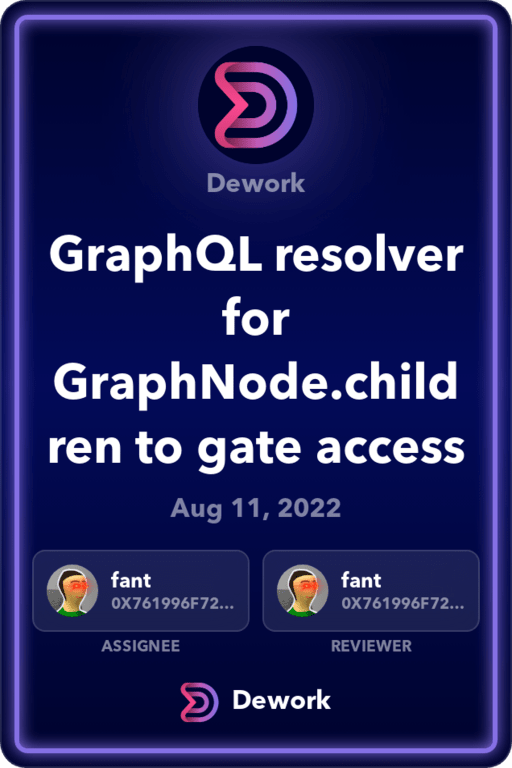 Dework
GraphQL resolver
for
GraphNode.child
ren to gate access
Aug 11, 2022
fant
0X761996F72...
ASSIGNEE
fant
0X761996F72...
REVIEWER
Dework